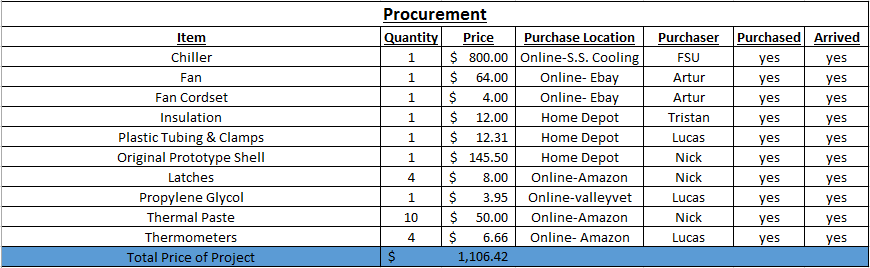 Procurement
Item Quantity Price Purchase Location Purchaser Purchased Arrived
Chiller 1 $ 800.00 Online-S.S. Cooling FSU yes yes
Fan 1 $ 64.00 Online- Ebay Artur yes yes
Fan Cordset 1 $ 4.00 Online- Ebay Artur yes yes
Insulation 1 $ 12.00 Home Depot Tristan yes yes
Plastic Tubing & Clamps 1 $ 12.31 Home Depot Lucas yes yes
Original Prototype Shell 1 $ 145.50 Home Depot Nick yes yes
Latches 4 $ 8.00 Online-Amazon Nick yes yes
Propylene Glycol 1 $ 3.95 Online-valleyvet Lucas yes yes
Thermal Paste 10 $ 50.00 Online-Amazon Nick yes yes
Thermometers 4 $ 6.66 Online- Amazon Lucas yes yes
Total Price of Project $ 1,106.42